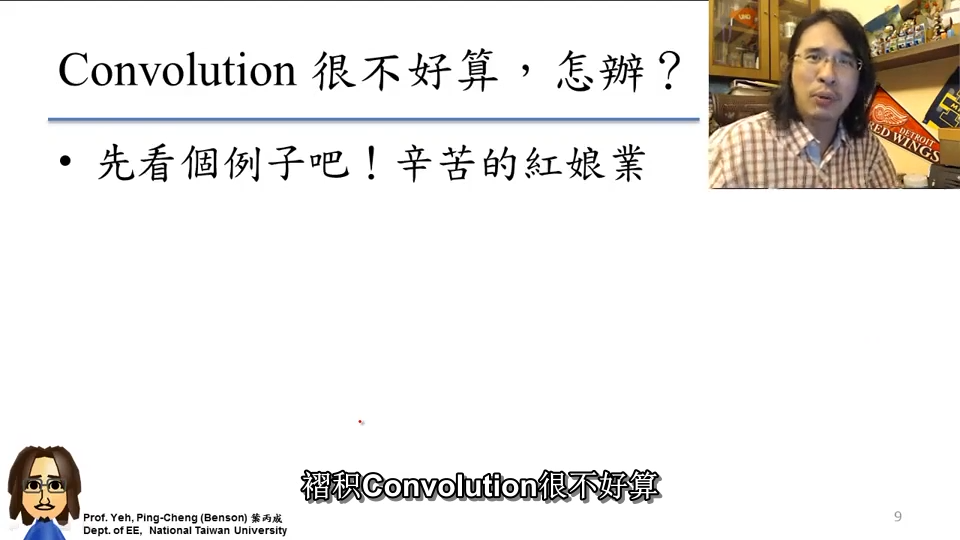 Convolution 很不好算，怎辦？
• 先看個例子吧！辛苦的紅娘業
DETROIT
RED WINGS
褶积Convolution很不好算
Prof. Yeh, Ping-Cheng (Benson) 葉丙成
Dept. of EE, National Taiwan University
9